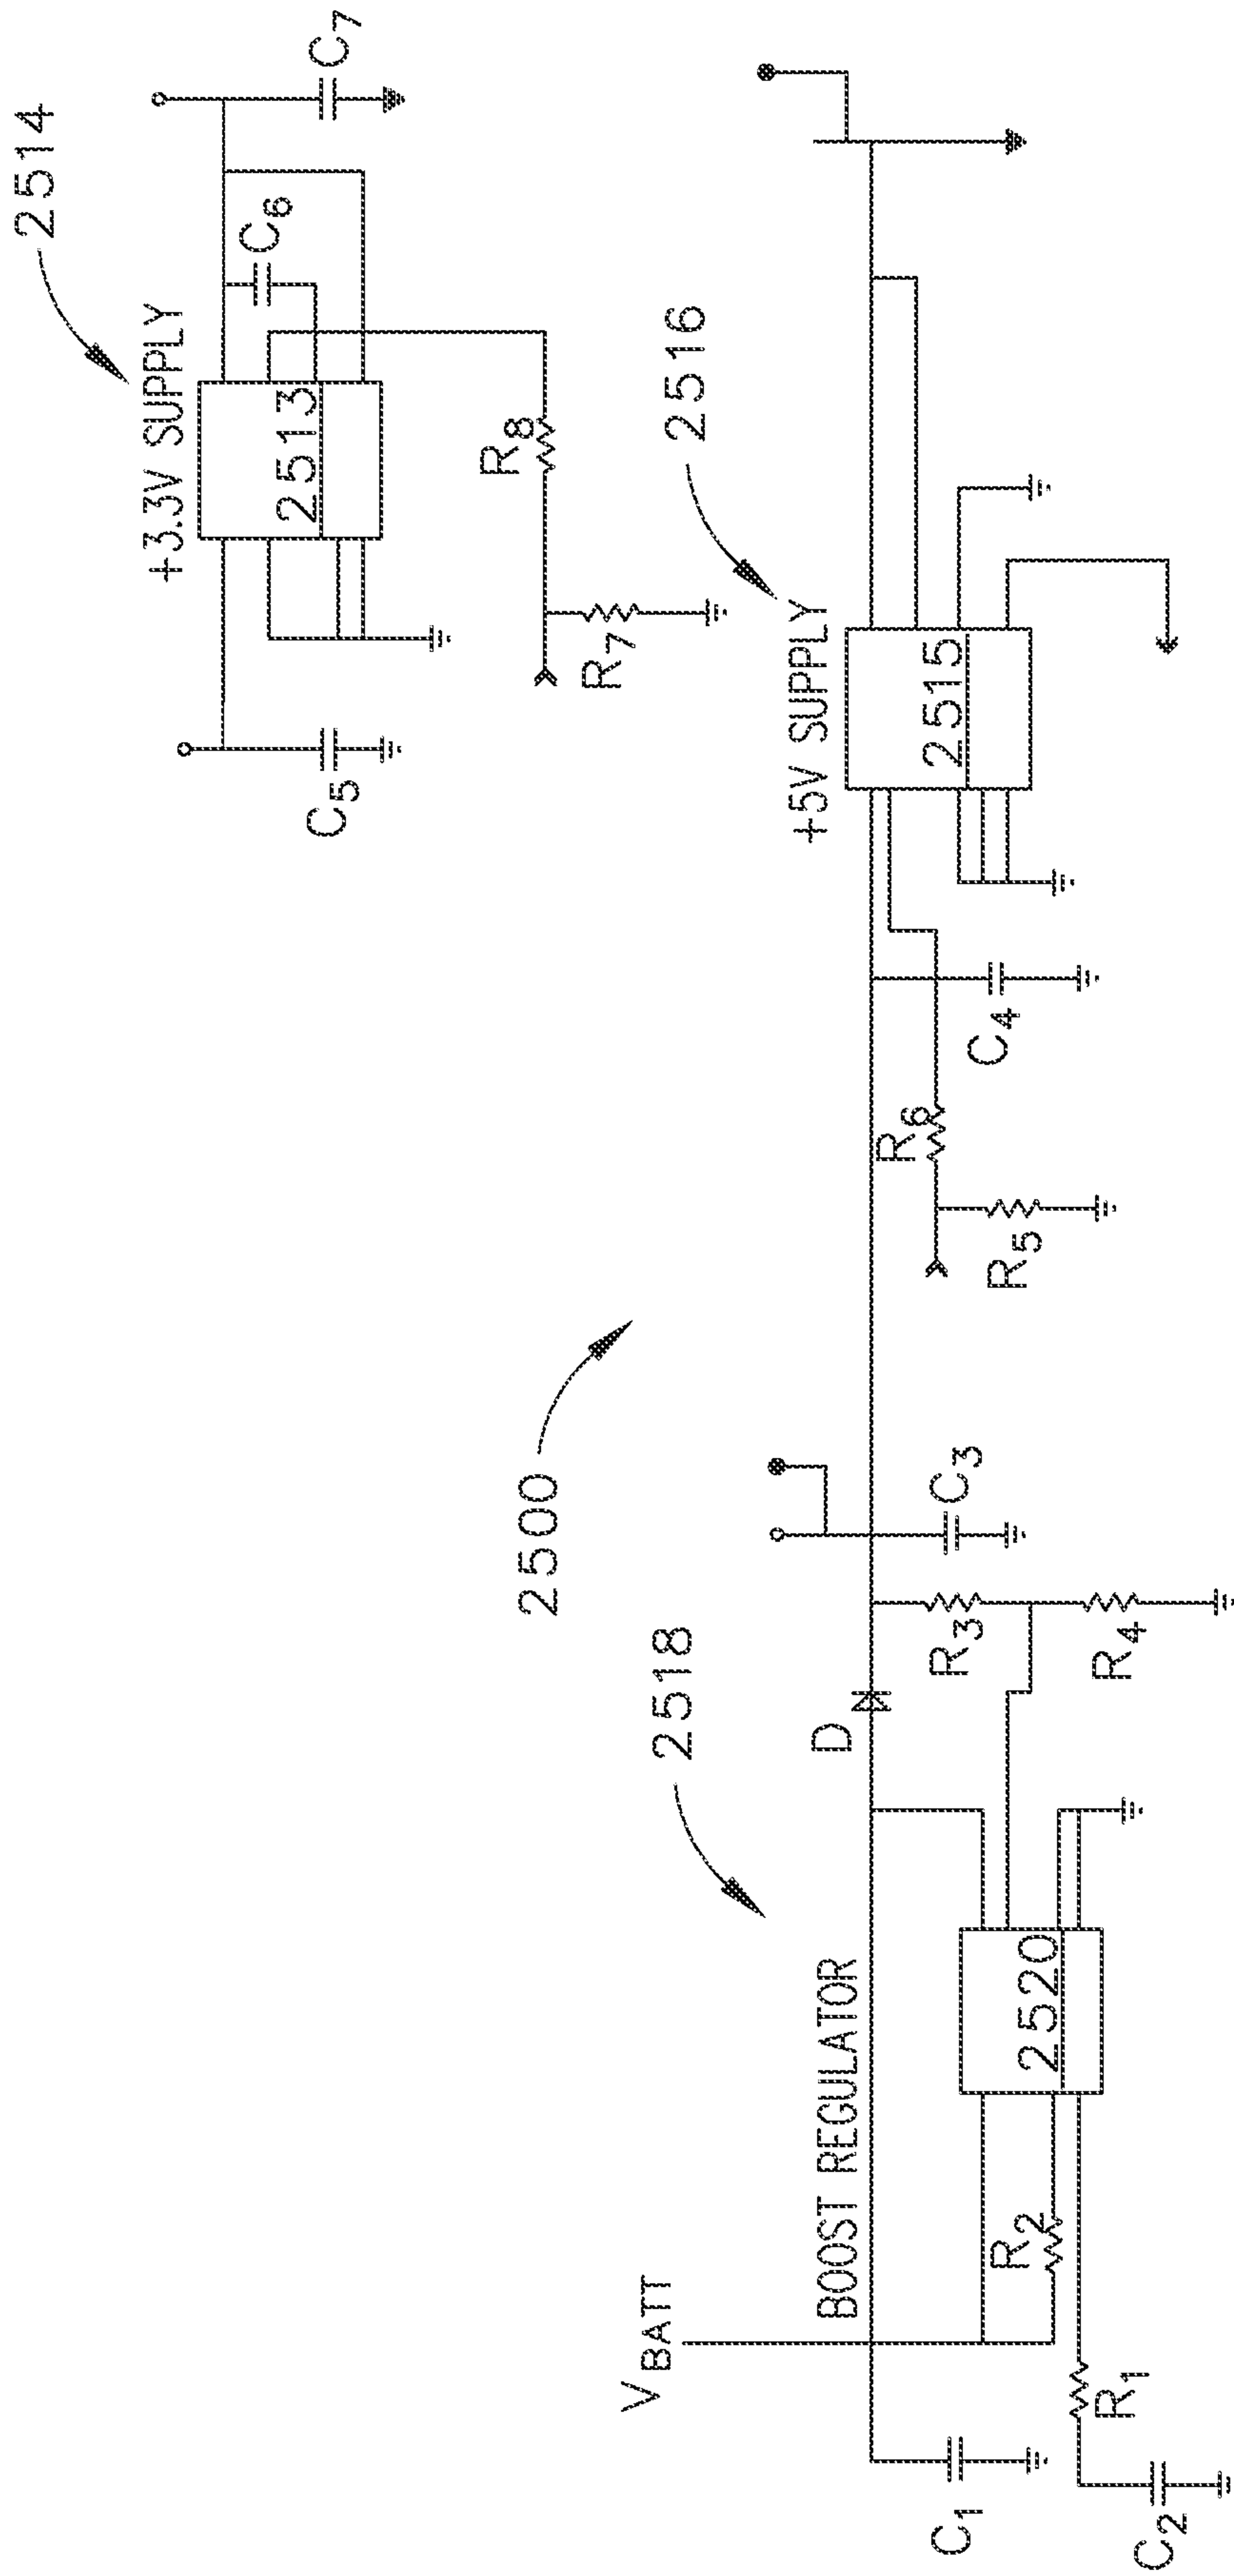 2514
+3.3V SUPPLY
C6
C7
2513
C5
R8
R7
2516
+5V SUPPLY
2515
2500
C4
R6
R5
2518
C3
D
R3
R4
BOOST REGULATOR
2520
VBATT
R2
R1
C1
C2